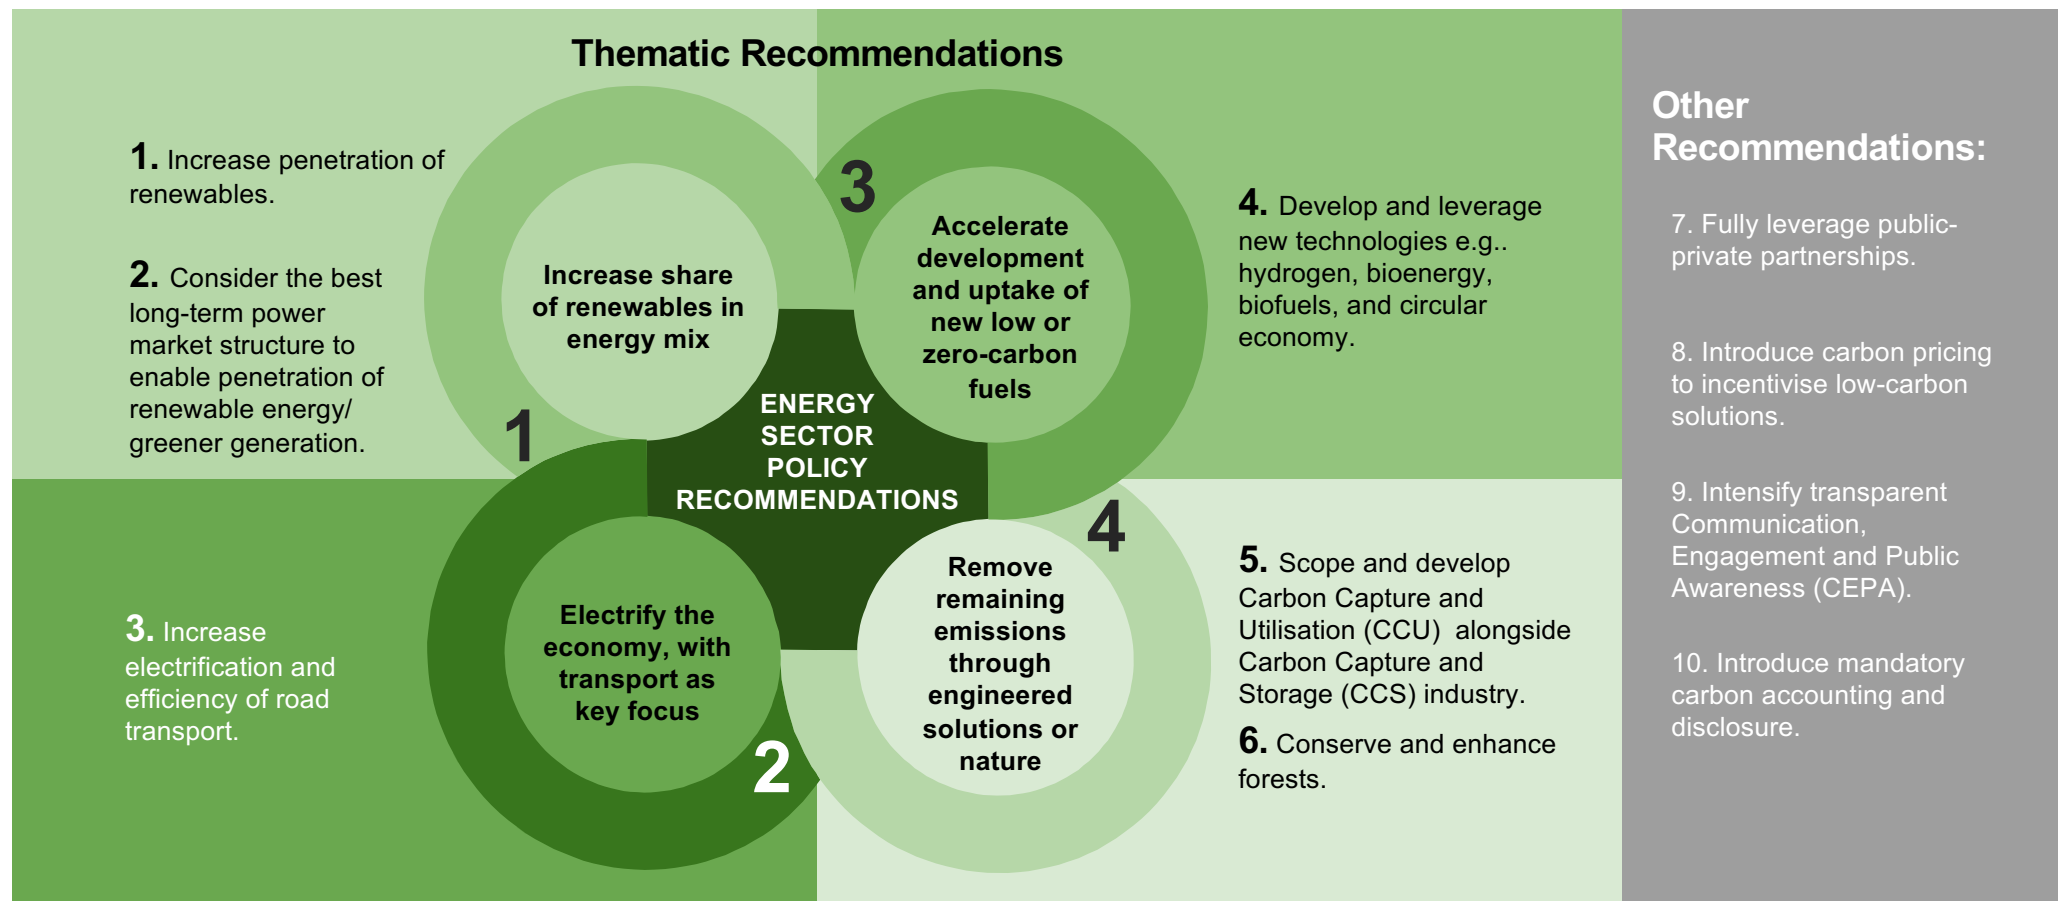 Thematic Recommendations
1. Increase penetration of
renewables.
2. Consider the best
long-term power
market structure to
enable penetration of
renewable energy/
greener generation.
1
Increase share
of renewables in
energy mix
3
Accelerate
development
and uptake of
new low or
zero-carbon
fuels
4. Develop and leverage
new technologies e.g..
hydrogen, bioenergy,
biofuels, and circular
economy.
ENERGY
SECTOR
POLICY
RECOMMENDATIONS
3. Increase
electrification and
efficiency of road
transport.
Electrify the
economy, with
transport as
key focus
2
4
Remove
remaining
emissions
through
engineered
solutions or
nature
5. Scope and develop
Carbon Capture and
Utilisation (CCU) alongside
Carbon Capture and
Storage (CCS) industry.
6. Conserve and enhance
forests.
Other
Recommendations:
7. Fully leverage public-
private partnerships.
8. Introduce carbon pricing
to incentivise low-carbon
solutions.
9. Intensify transparent
Communication,
Engagement and Public
Awareness (CEPA).
10. Introduce mandatory
carbon accounting and
disclosure.